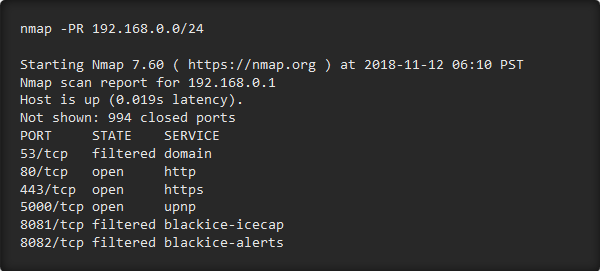 nmap -PR 192.168.0.0/24
Starting Nmap 7.60 ( https://nmap.org ) at 2018-11-12 06:10 PST
Nmap scan report for 192.168.0.1
Host is up (0.019s latency).
Not shown: 994 closed ports
PORT     STATE    SERVICE
53/tcp   filtered domain
80/tcp   open     http
443/tcp  open     https
5000/tcp open     upnp
8081/tcp filtered blackice-icecap
8082/tcp filtered blackice-alerts